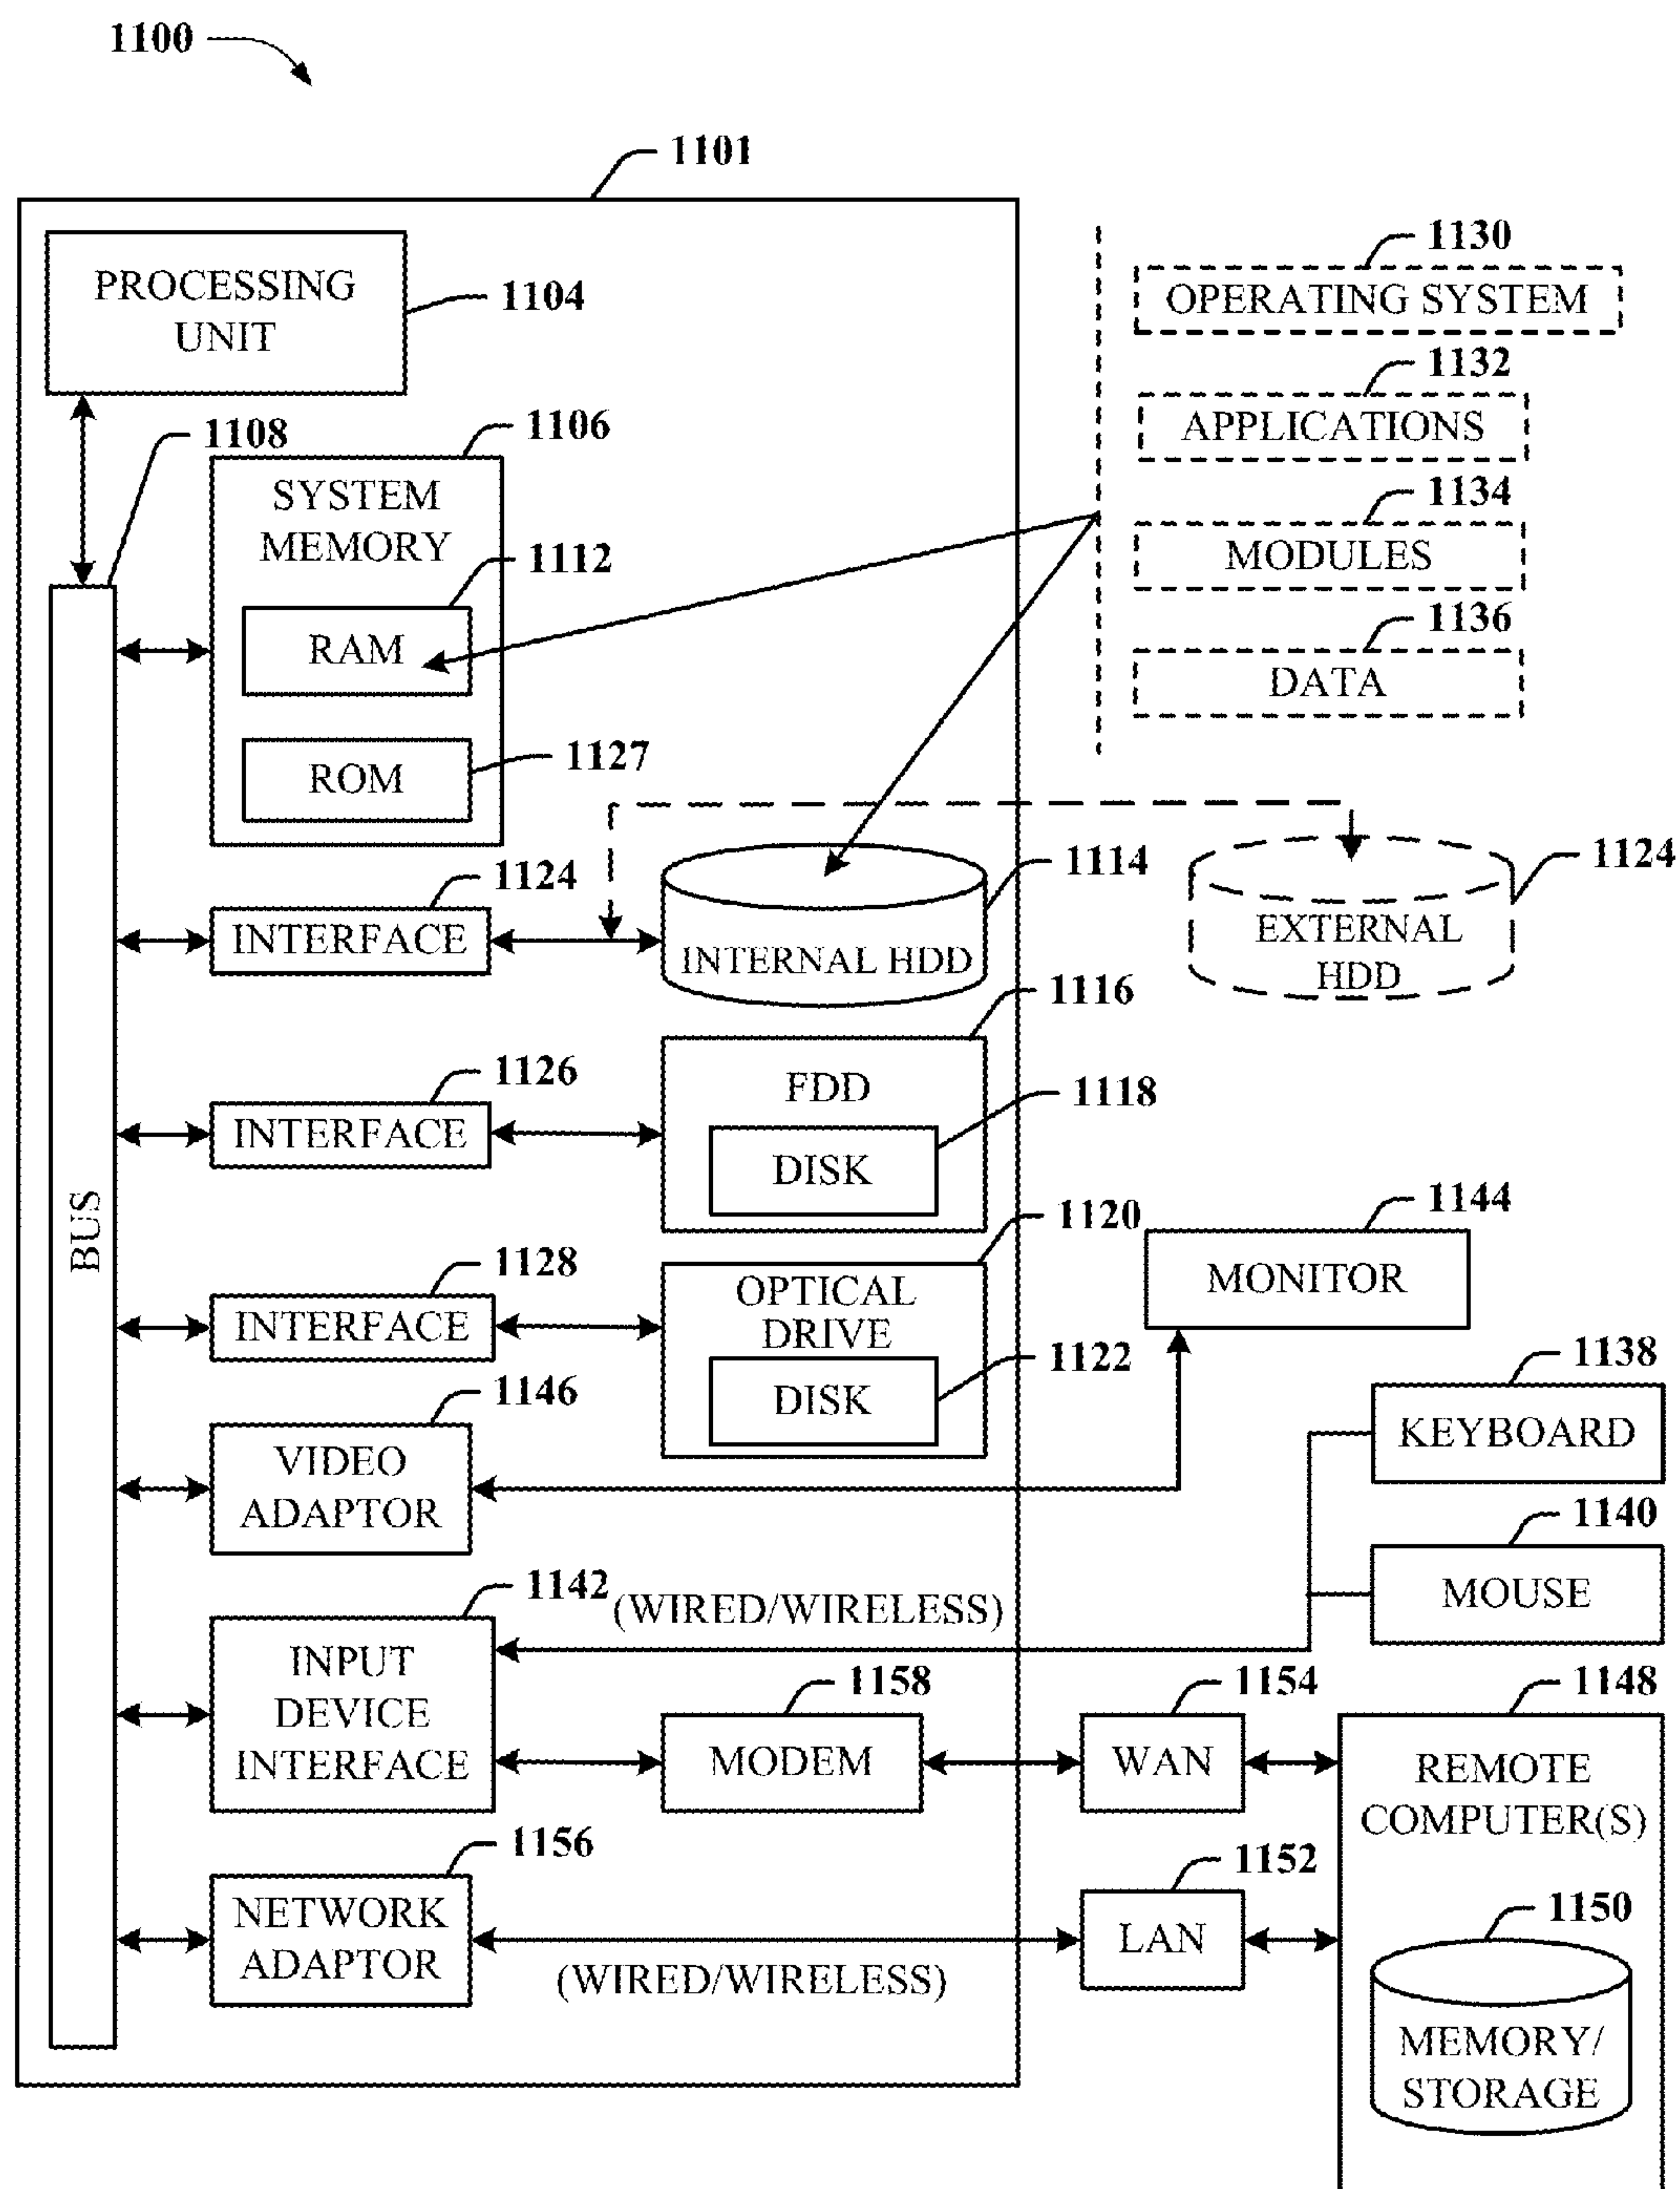 1100
1101
PROCESSING
UNIT
1104
1130
OPERATING SYSTEM
1132
APPLICATIONS
1134
MODULES
1136
DATA
1108
1106
SYSTEM
MEMORY
1112
RAM
1127
ROM
1124
INTERFACE
1114
INTERNAL HDD
1124
EXTERNAL
HDD
1116
FDD
1126
INTERFACE
1118
DISK
BUS
1128
INTERFACE
1120
OPTICAL
DRIVE
1122
DISK
1144
MONITOR
1146
VIDEO
ADAPTOR
1138
KEYBOARD
1140
MOUSE
1142
(WIRED/WIRELESS)
INPUT
DEVICE
INTERFACE
1158
MODEM
1154
WAN
1148
REMOTE
COMPUTER(S)
1156
NETWORK
ADAPTOR
(WIRED/WIRELESS)
1152
LAN
1150
MEMORY/
STORAGE